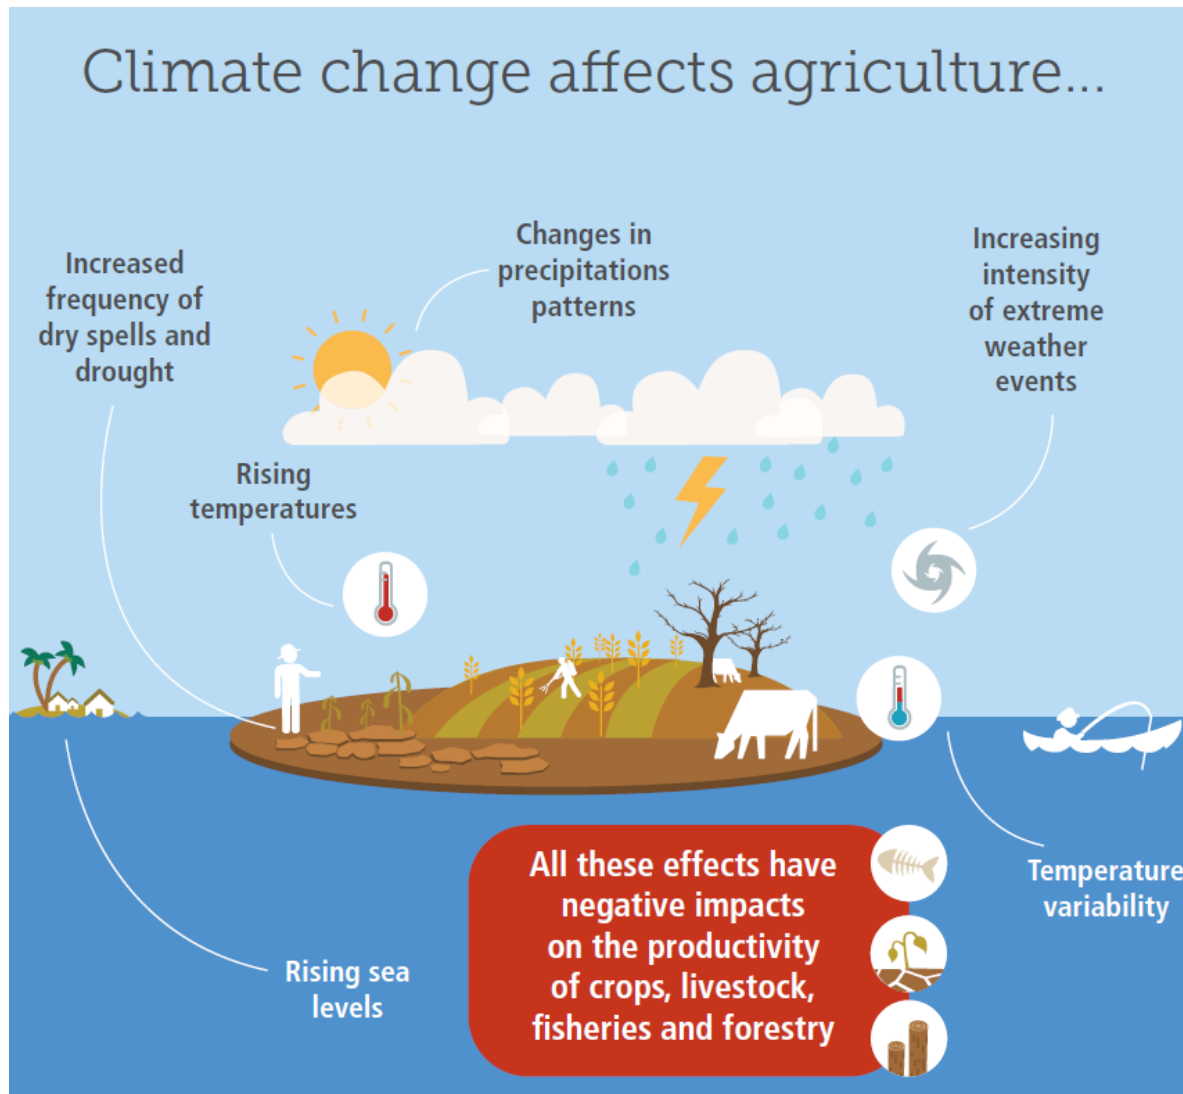 Climate change affects agriculture...
Increased
frequency of
dry spells and
drought
Changes in
precipitations
patterns
Increasing
intensity
of extreme
weather
events
Rising
temperatures
Temperature
variability
Rising sea
levels
All these effects have
negative impacts
on the productivity
of crops, livestock,
fisheries and forestry